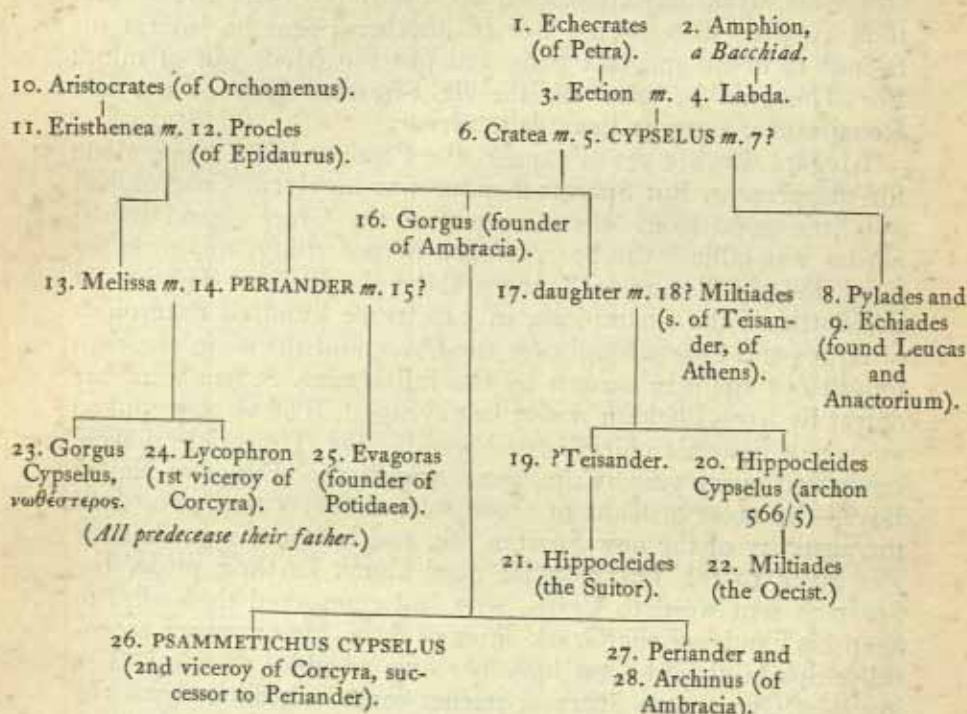 1. Echecrates 2. Amphion,
(of Petra). a Bacchiad.
10. Aristocrates (of Orchomenus).
3. Eetion m. 4. Labda.
11. Eristhenea m. 12. Procles
(of Epidaurus).
6. Cratea m. 5. CYPSELUS m. 7?
16. Gorgus (founder
of Ambracia).
13. Melissa m. 14. PERIANDER m. 15?
17. daughter m. 18? Miltiades
(s. of Teisan-
der, of
Athens).
8. Pylades and
9. Echiades
(found Leucas
and
Anactorium).
23. Gorgus
Cypselus,
νωθέστερος.
24. Lycophron
(1st viceroy of
Corcyra).
25. Evagoras
(founder of
Potidaea).
(All predecease their father.)
19. ?Teisander.
20. Hippocleides
Cypselus (archon
566/5)
21. Hippocleides
(the Suitor).
22. Miltiades
(the Oecist.)
26. PSAMMETICHUS CYPSELUS
(2nd viceroy of Corcyra, suc-
cessor to Periander).
27. Periander and
28. Archinus (of
Ambracia).